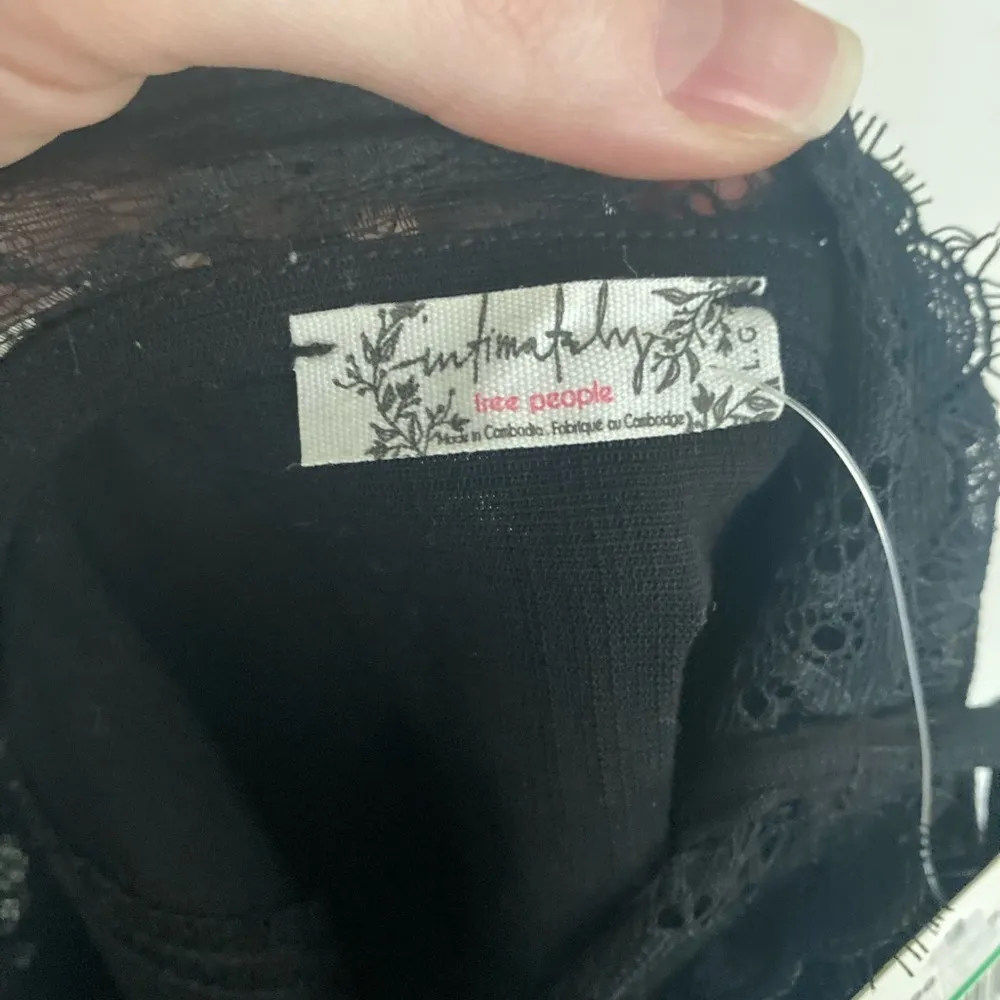 intimately
free people
Made in Cambodia. Fabriqué au Cambodge
L.G